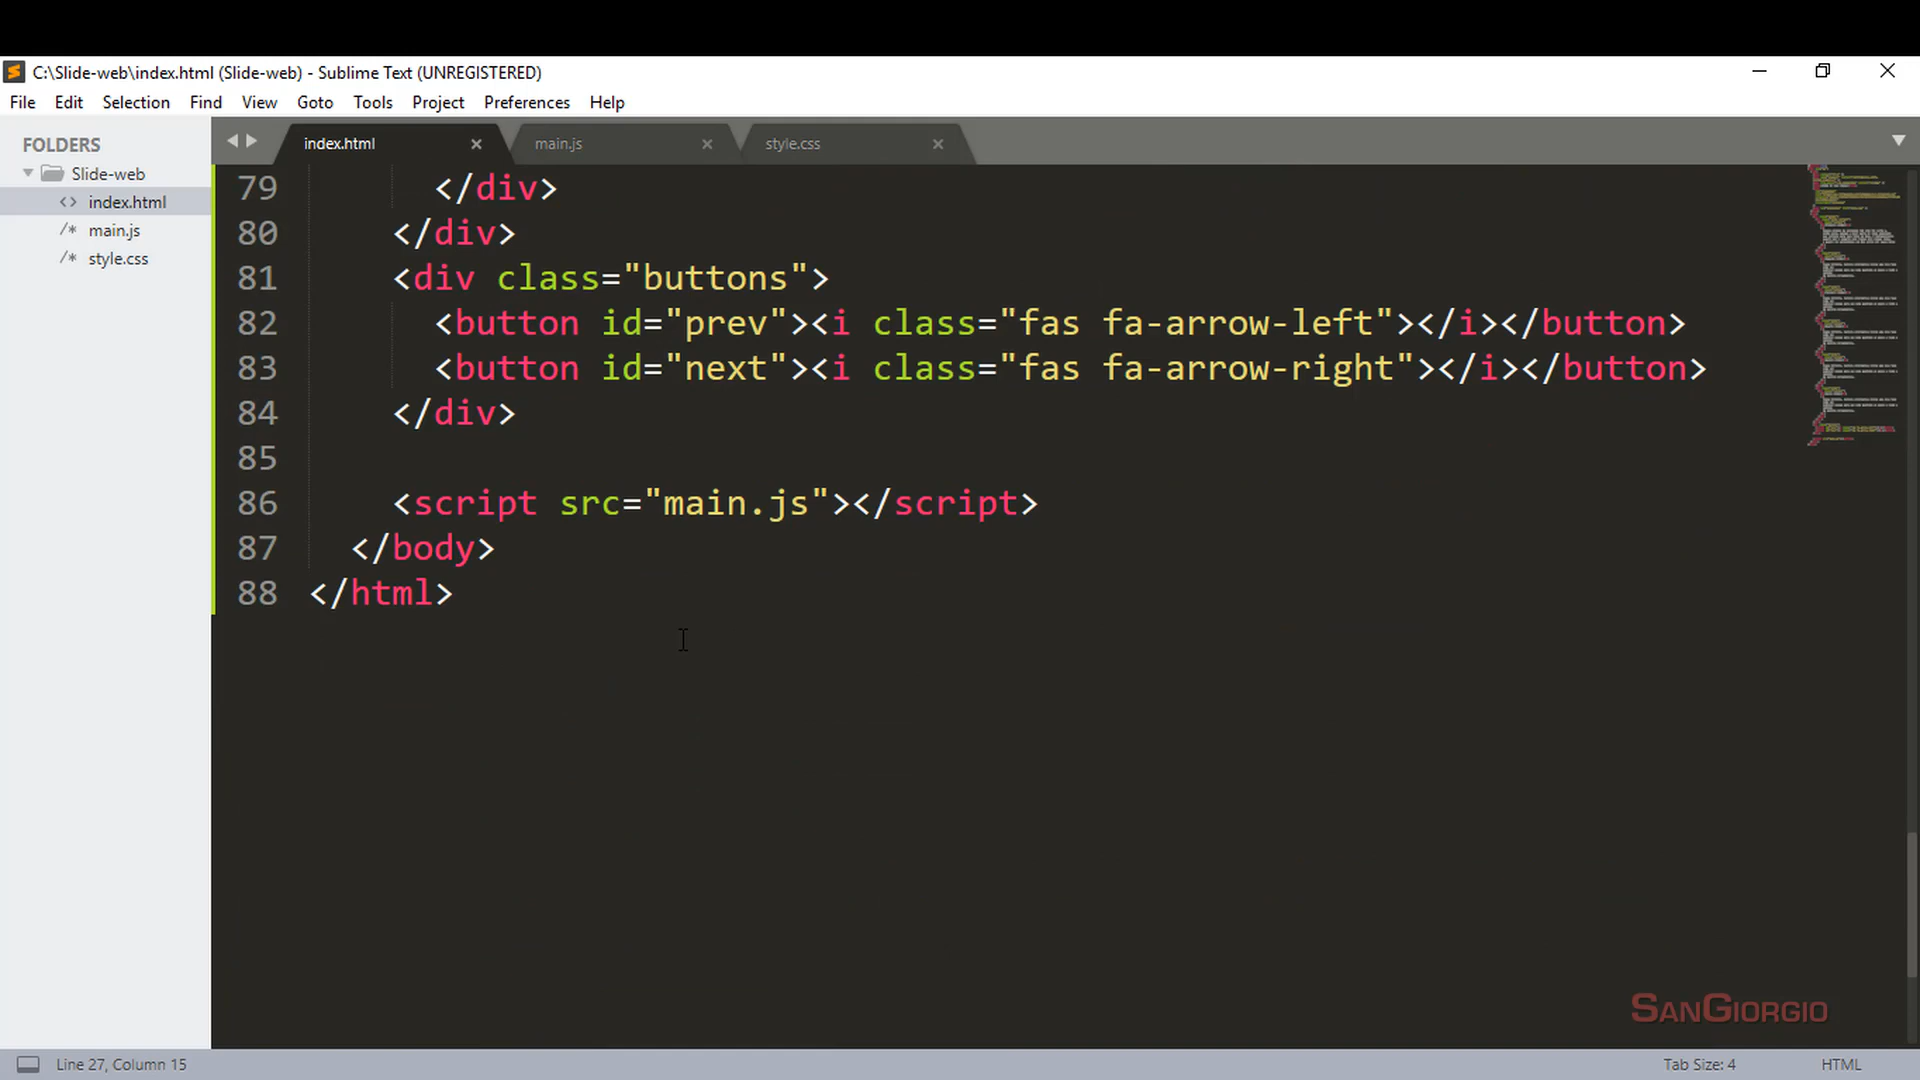 C:\Slide-web\index.html (Slide-web) - Sublime Text (UNREGISTERED)
File Edit Selection Find View Goto Tools Project Preferences Help
FOLDERS
Slide-web
<> index.html
/* main.js
/* style.css
index.html × main.js × style.css ×
79 </div>
80 </div>
81 <div class="buttons">
82 <button id="prev"><i class="fas fa-arrow-left"></i></button>
83 <button id="next"><i class="fas fa-arrow-right"></i></button>
84 </div>
85
86 <script src="main.js"></script>
87 </body>
88 </html>
SANGIORGIO
Line 27, Column 15
Tab Size: 4
HTML